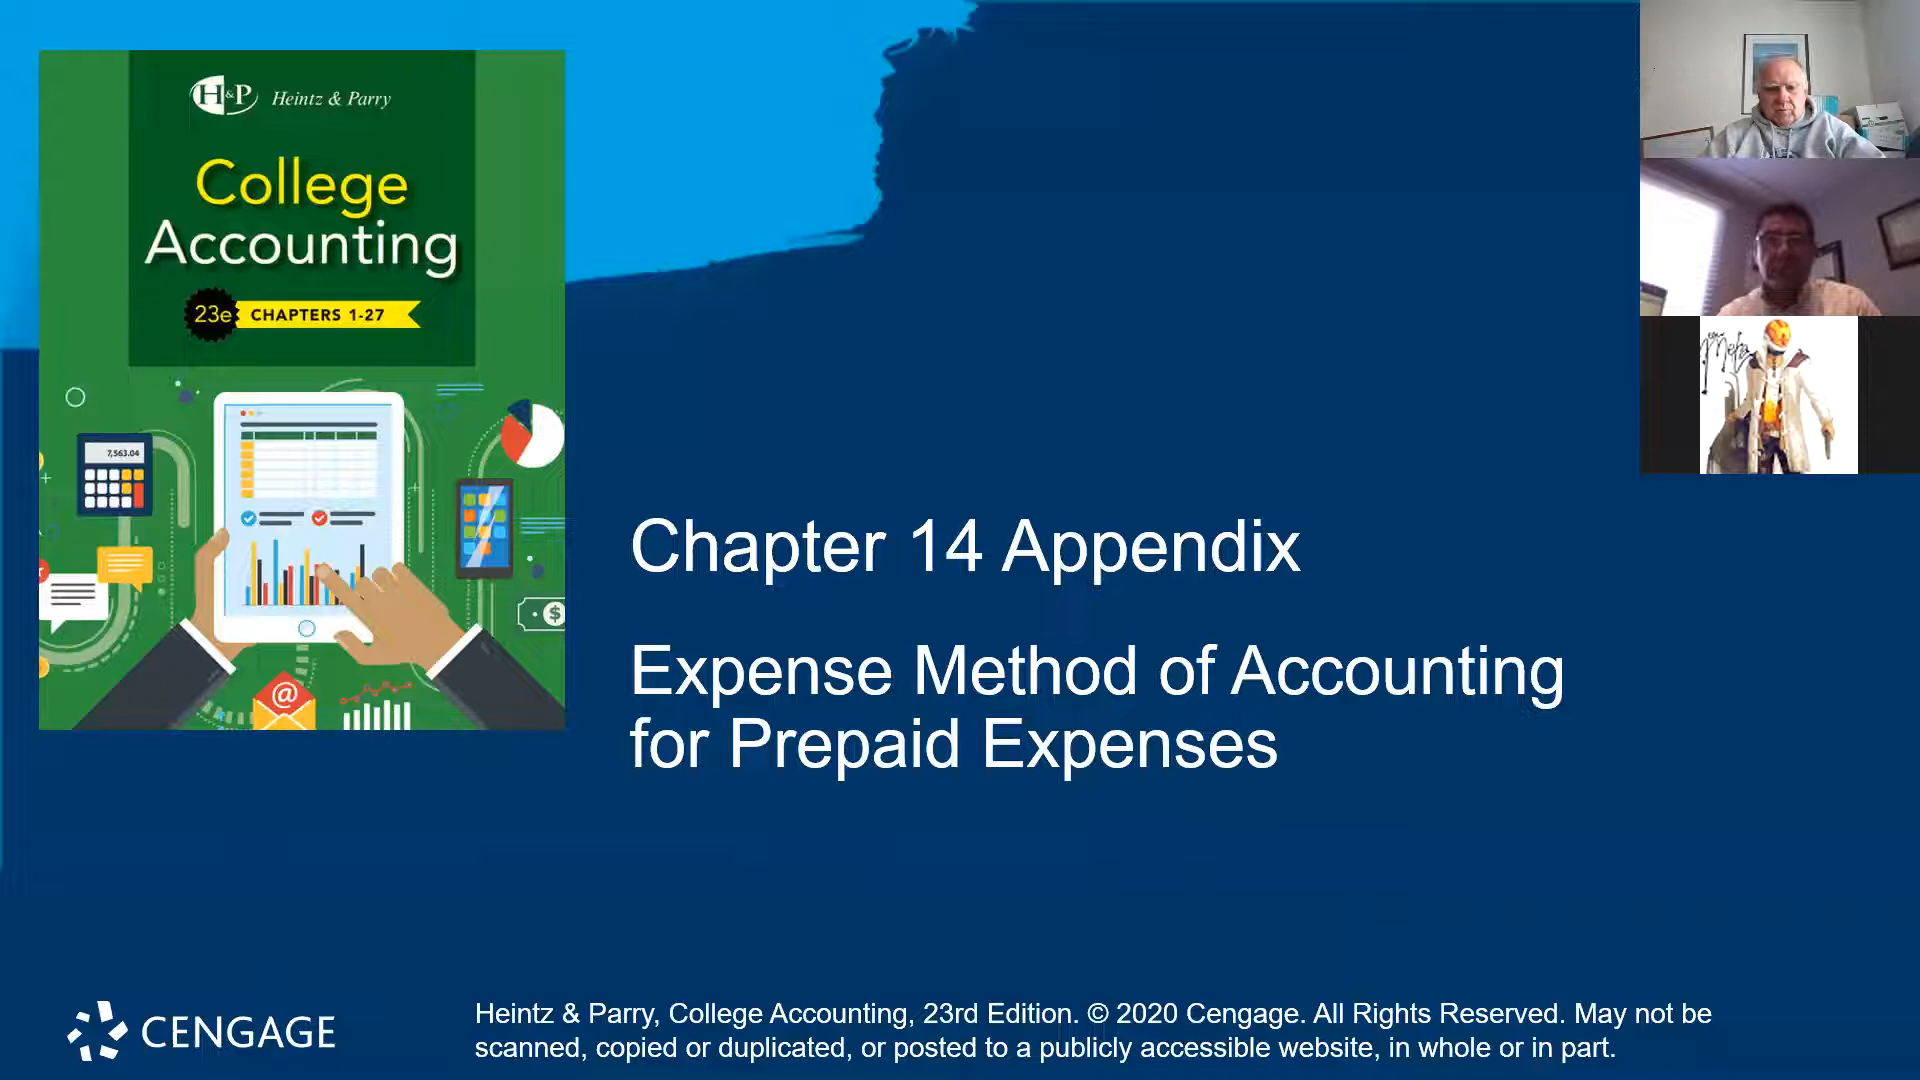 H&P Heintz & Parry
College
Accounting
23e CHAPTERS 1-27
7,563.04
$
@
Chapter 14 Appendix
Expense Method of Accounting
for Prepaid Expenses
CENGAGE
Heintz & Parry, College Accounting, 23rd Edition. © 2020 Cengage. All Rights Reserved. May not be
scanned, copied or duplicated, or posted to a publicly accessible website, in whole or in part.